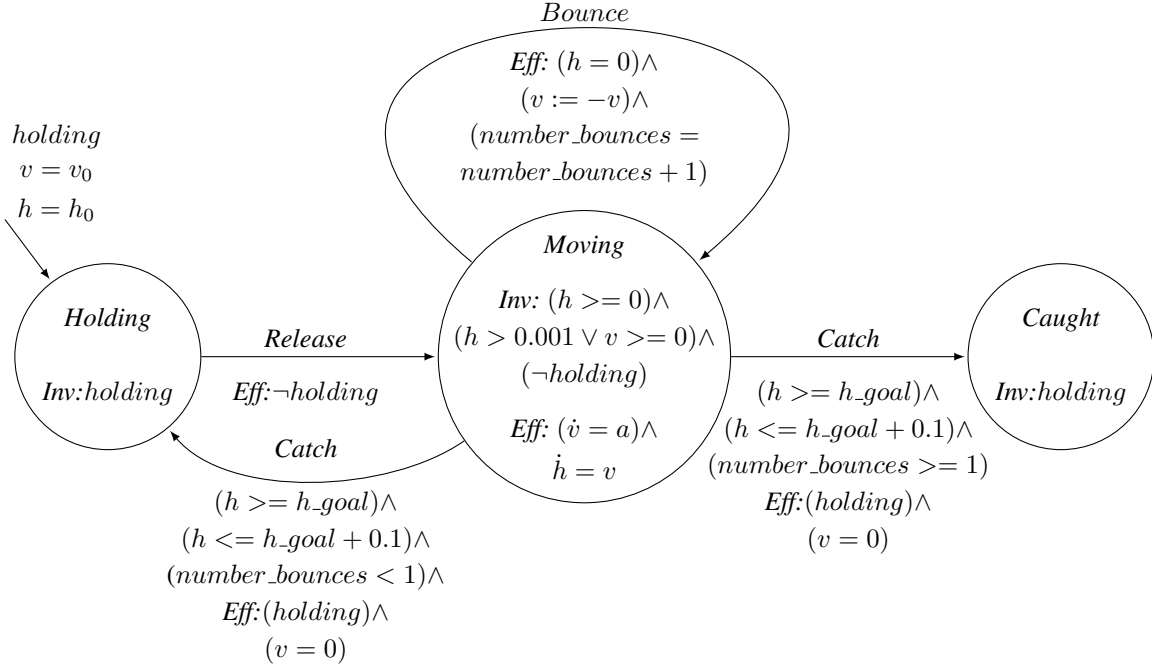 Bounce
Eff: (h = 0)∧
(v := −v)∧
(number_bounces =
number_bounces + 1)
holding
v = v₀
h = h₀
Holding
Inv:holding
Release
Eff:¬holding
Moving
Inv: (h >= 0)∧
(h > 0.001 ∨ v >= 0)∧
(¬holding)
Eff: (v̇ = a)∧
ḣ = v
Catch
(h >= h_goal)∧
(h <= h_goal + 0.1)∧
(number_bounces >= 1)
Eff:(holding)∧
(v = 0)
Caught
Inv:holding
Catch
(h >= h_goal)∧
(h <= h_goal + 0.1)∧
(number_bounces < 1)∧
Eff:(holding)∧
(v = 0)